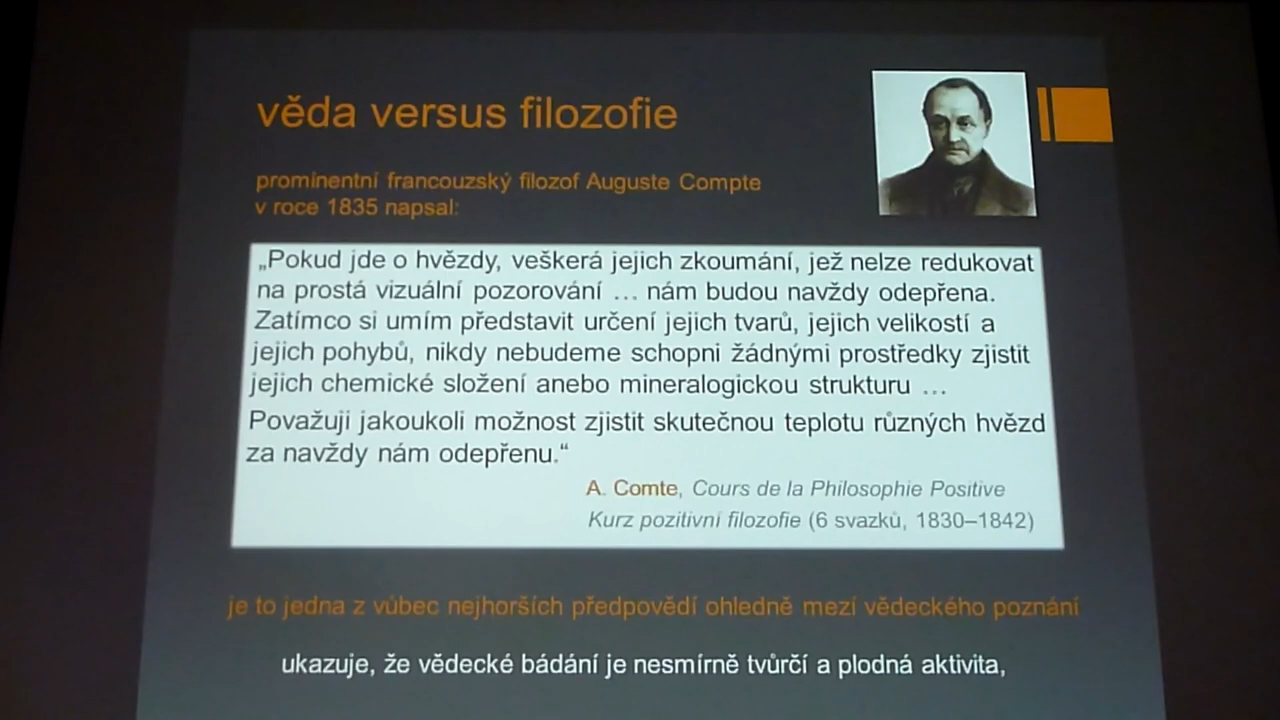 věda versus filozofie
prominentní francouzský filozof Auguste Compte
v roce 1835 napsal:
„Pokud jde o hvězdy, veškerá jejich zkoumání, jež nelze redukovat
na prostá vizuální pozorování … nám budou navždy odepřena.
Zatímco si umím představit určení jejich tvarů, jejich velikostí a
jejich pohybů, nikdy nebudeme schopni žádnými prostředky zjistit
jejich chemické složení anebo mineralogickou strukturu …
Považuji jakoukoli možnost zjistit skutečnou teplotu různých hvězd
za navždy nám odepřenu.“
A. Comte, Cours de la Philosophie Positive
Kurz pozitivní filozofie (6 svazků, 1830–1842)
je to jedna z vůbec nejhorších předpovědí ohledně mezí vědeckého poznání
ukazuje, že vědecké bádání je nesmírně tvůrčí a plodná aktivita,